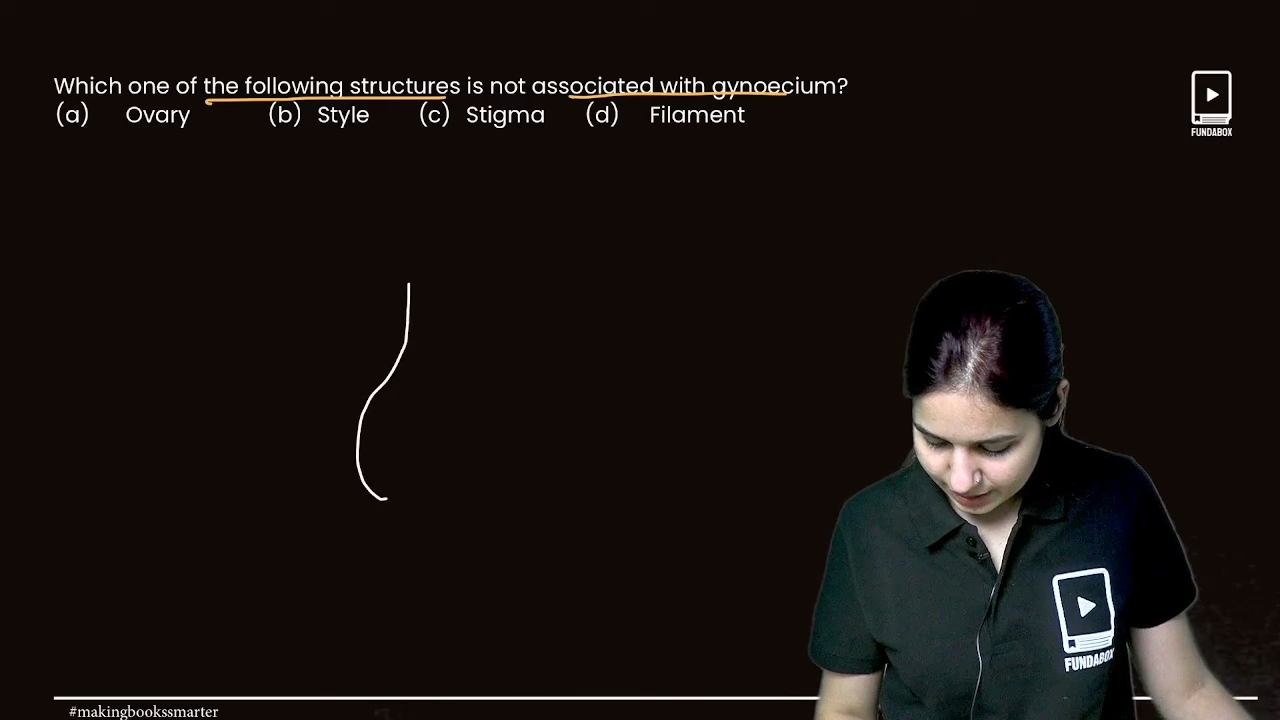 Which one of the following structures is not associated with gynoecium?
(a) Ovary (b) Style (c) Stigma (d) Filament
FUNDABOX
FUNDABOX
#makingbookssmarter